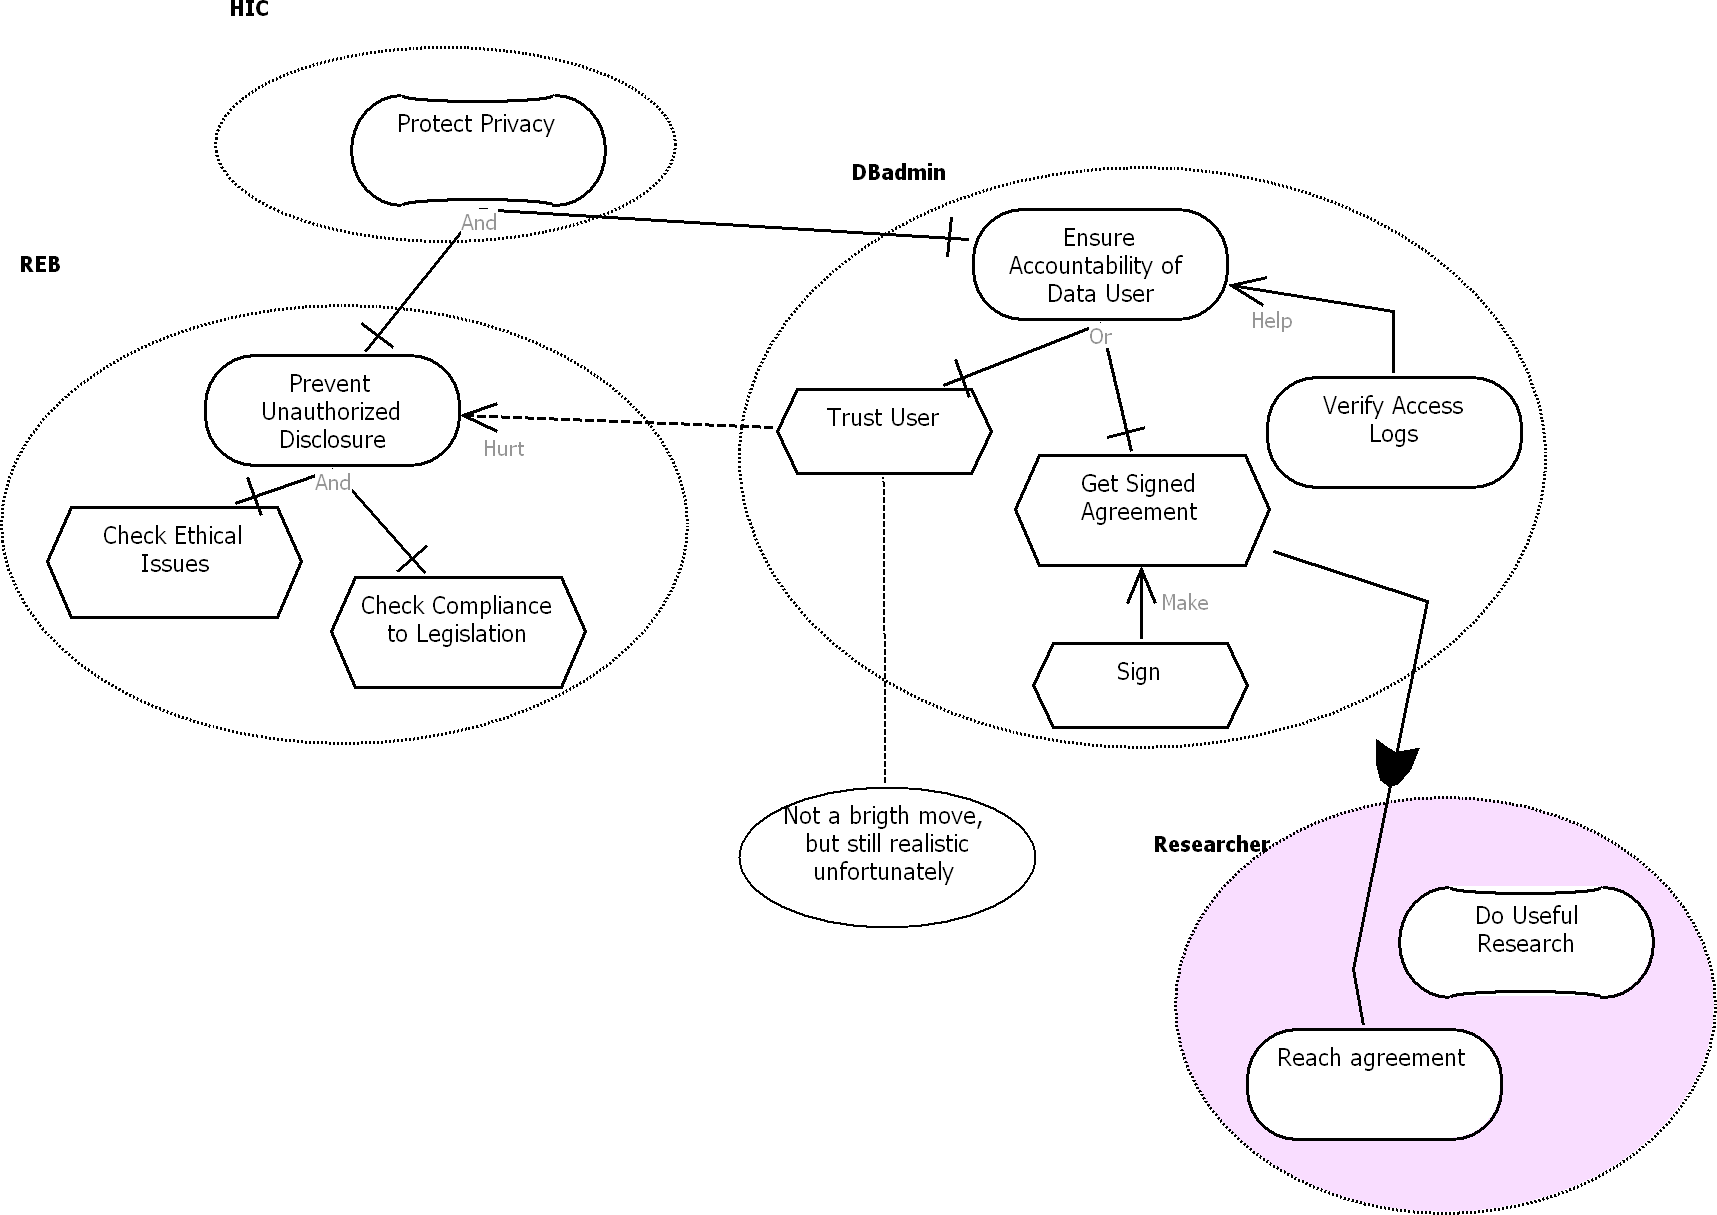 HIC
Protect Privacy
And
DBadmin
Ensure
Accountability of
Data User
Or
Help
REB
Prevent
Unauthorized
Disclosure
Hurt
And
Trust User
Verify Access
Logs
Get Signed
Agreement
Check Ethical
Issues
Check Compliance
to Legislation
Make
Sign
Not a brigth move,
but still realistic
unfortunately
Researcher
Do Useful
Research
Reach agreement